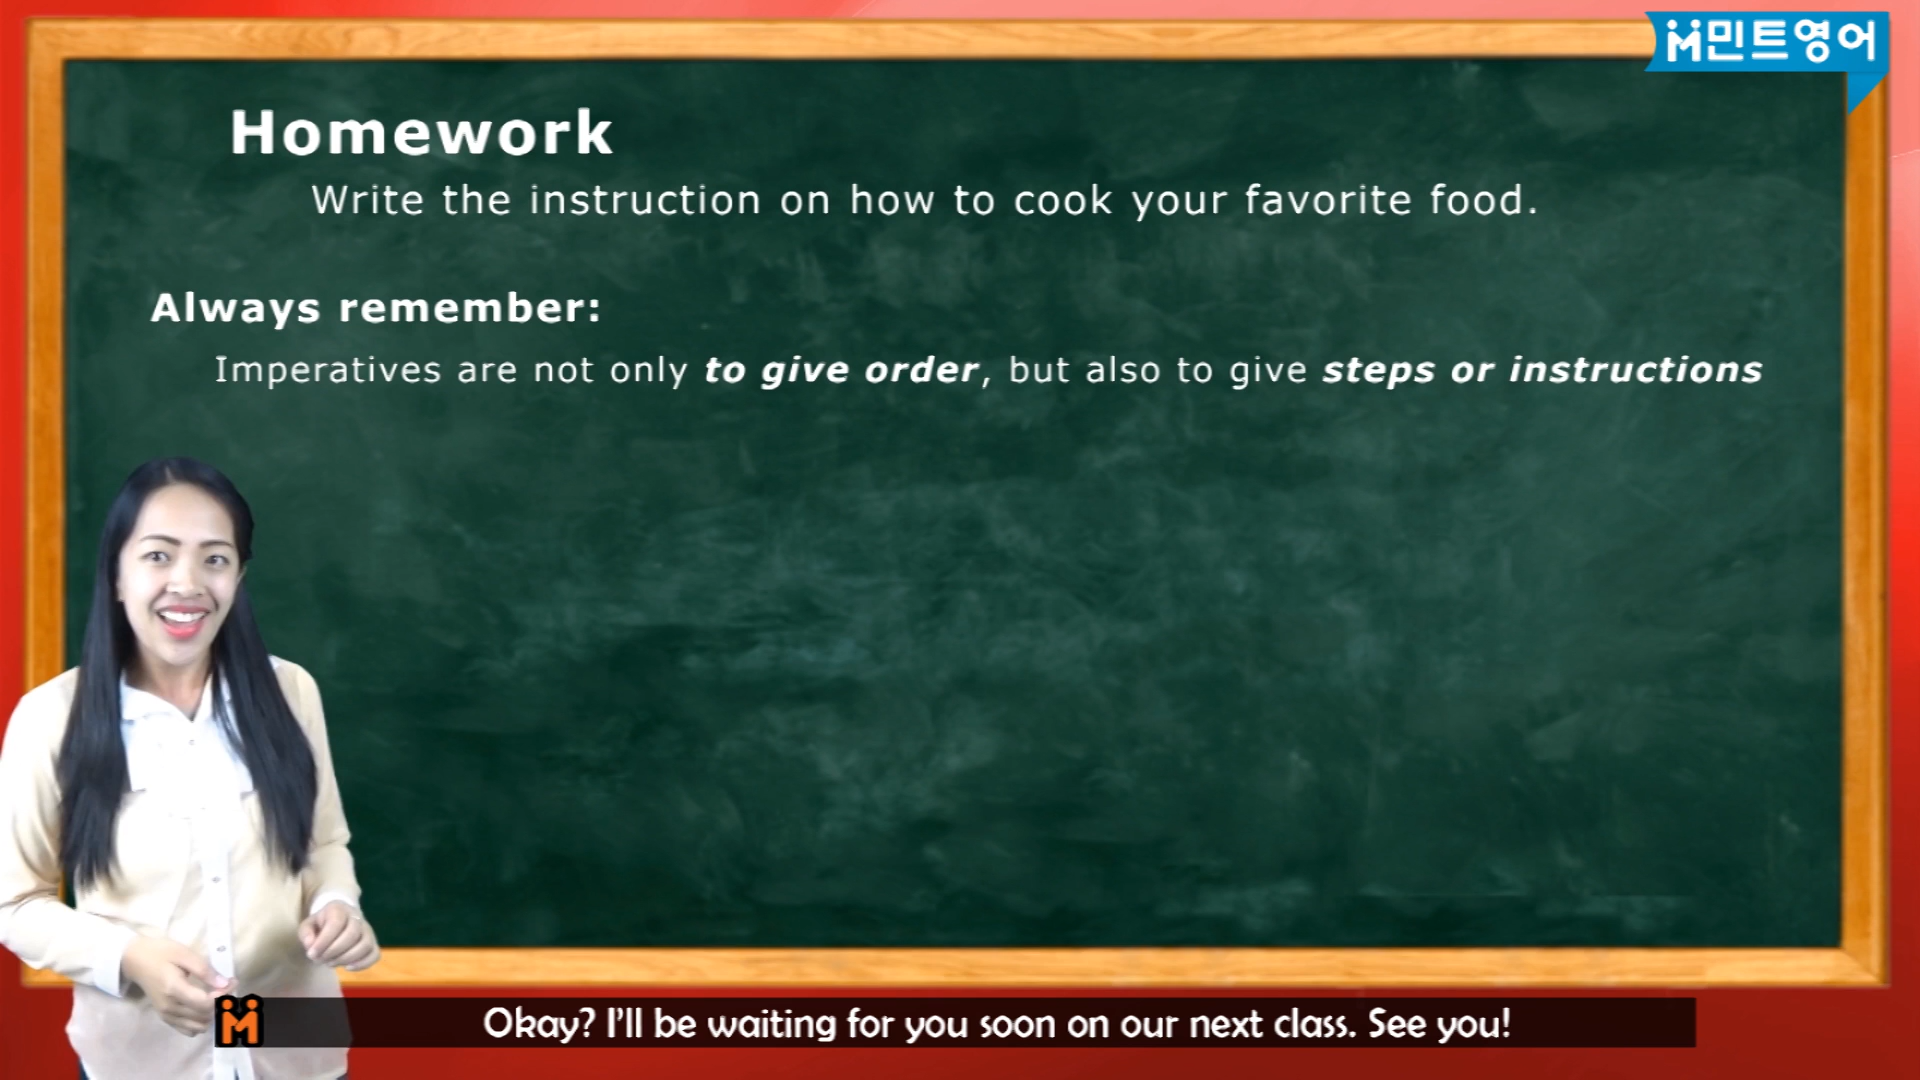 민트영어
Homework
Write the instruction on how to cook your favorite food.
Always remember:
Imperatives are not only to give order, but also to give steps or instructions
Okay? I'll be waiting for you soon on our next class. See you!